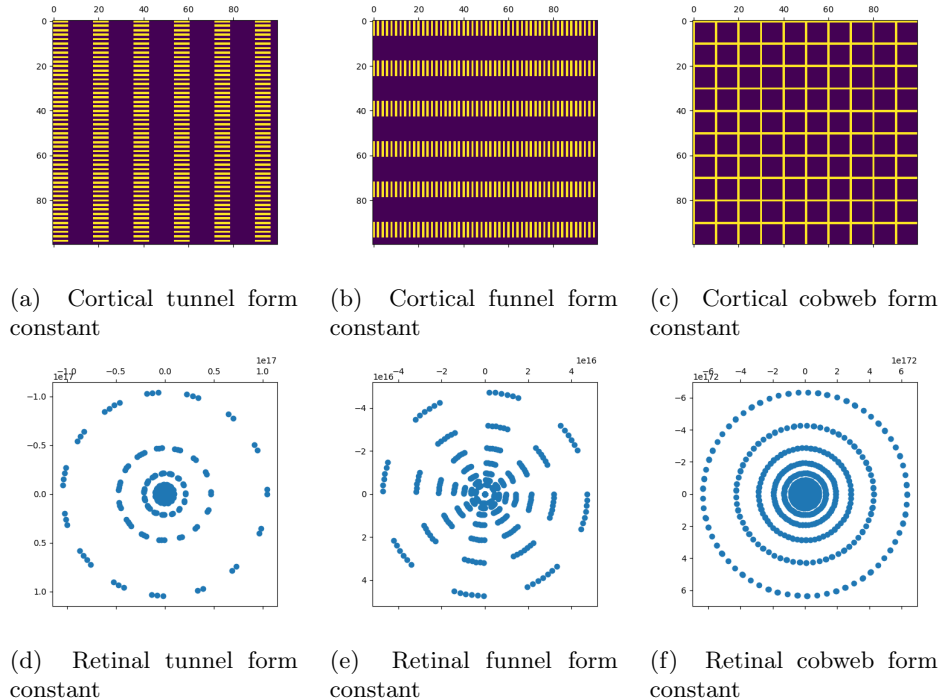 0 20 40 60 80
0 20 40 60 80
0 20 40 60 80
0
20
40
60
80
0
20
40
60
80
0
20
40
60
80
(a) Cortical tunnel form constant
(b) Cortical funnel form constant
(c) Cortical cobweb form constant
1e17
−1.0 −0.5 0.0 0.5 1.0
1e17
−1.0
−0.5
0.0
0.5
1.0
1e16
−4 −2 0 2 4
1e16
−4
−2
0
2
4
1e172
−6 −4 −2 0 2 4 6
1e172
−6
−4
−2
0
2
4
6
(d) Retinal tunnel form constant
(e) Retinal funnel form constant
(f) Retinal cobweb form constant